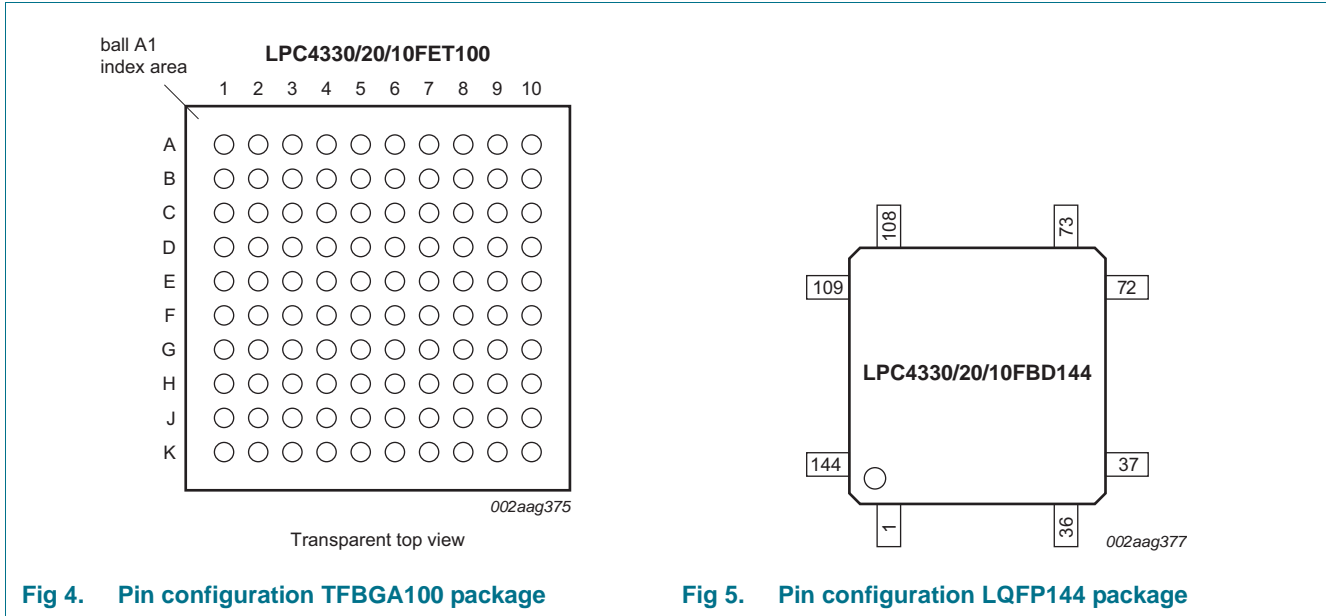 ball A1
index area
LPC4330/20/10FET100
1 2 3 4 5 6 7 8 9 10
A
B
C
D
E
F
G
H
J
K
002aag375
Transparent top view
108
73
109
72
LPC4330/20/10FBD144
144
37
1
36
002aag377
Fig 4. Pin configuration TFBGA100 package
Fig 5. Pin configuration LQFP144 package